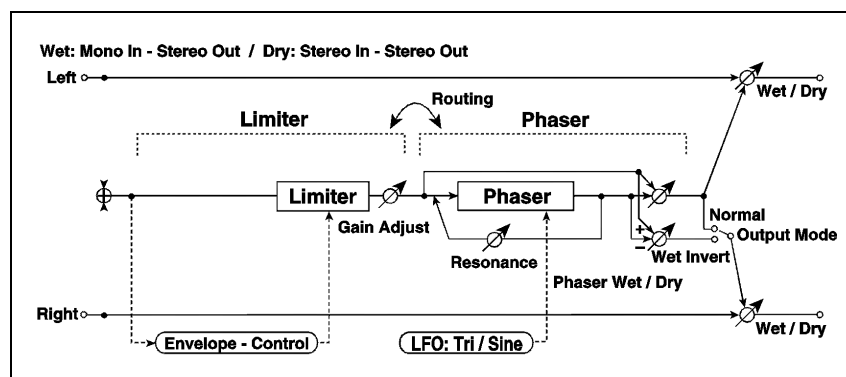 Wet: Mono In - Stereo Out / Dry: Stereo In - Stereo Out
Left
Wet / Dry
Routing
Limiter
Phaser
Limiter
Phaser
Gain Adjust
Resonance
+
−
Normal
Output Mode
Wet Invert
Phaser Wet / Dry
Right
Wet / Dry
Envelope - Control
LFO: Tri / Sine